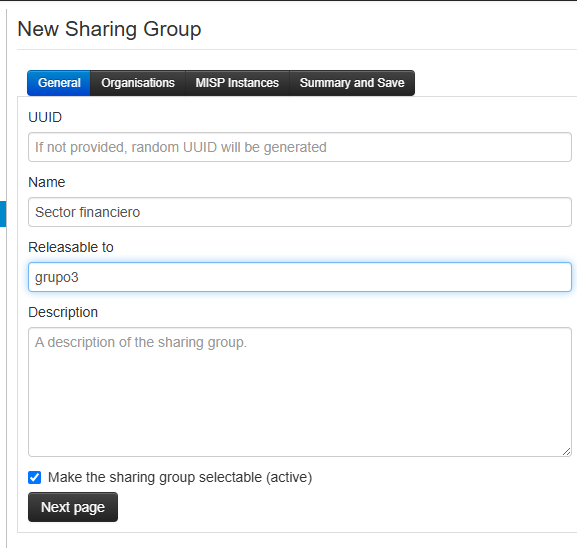 New Sharing Group
General Organisations MISP Instances Summary and Save
UUID
If not provided, random UUID will be generated
Name
Sector financiero
Releasable to
grupo3
Description
A description of the sharing group.
Make the sharing group selectable (active)
Next page